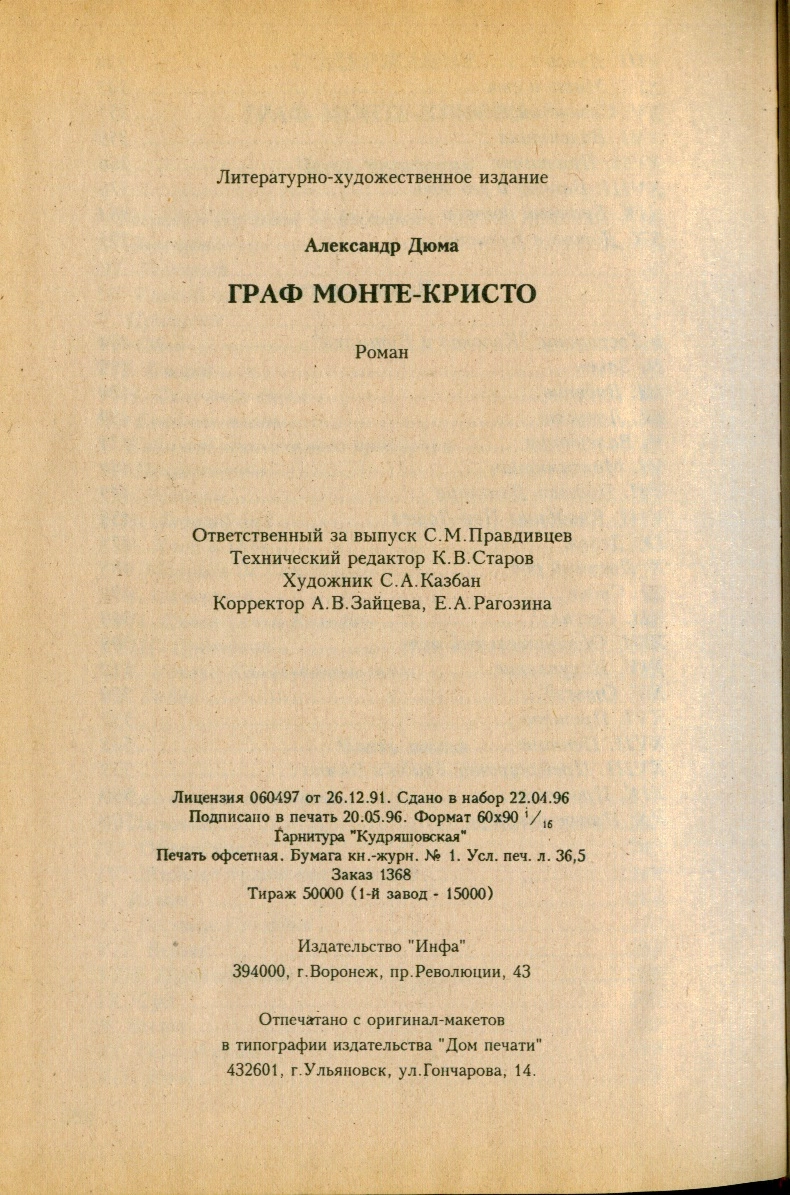 Литературно-художественное издание
Александр Дюма
ГРАФ МОНТЕ-КРИСТО
Роман
Ответственный за выпуск С.М.Правдивцев
Технический редактор К.В.Старов
Художник С.А.Казбан
Корректор А.В.Зайцева, Е.А.Рагозина
Лицензия 060497 от 26.12.91. Сдано в набор 22.04.96
Подписано в печать 20.05.96. Формат 60х90 1/16
Гарнитура "Кудряшовская"
Печать офсетная. Бумага кн.-журн. № 1. Усл. печ. л. 36,5
Заказ 1368
Тираж 50000 (1-й завод - 15000)
Издательство "Инфа"
394000, г.Воронеж, пр.Революции, 43
Отпечатано с оригинал-макетов
в типографии издательства "Дом печати"
432601, г.Ульяновск, ул.Гончарова, 14.